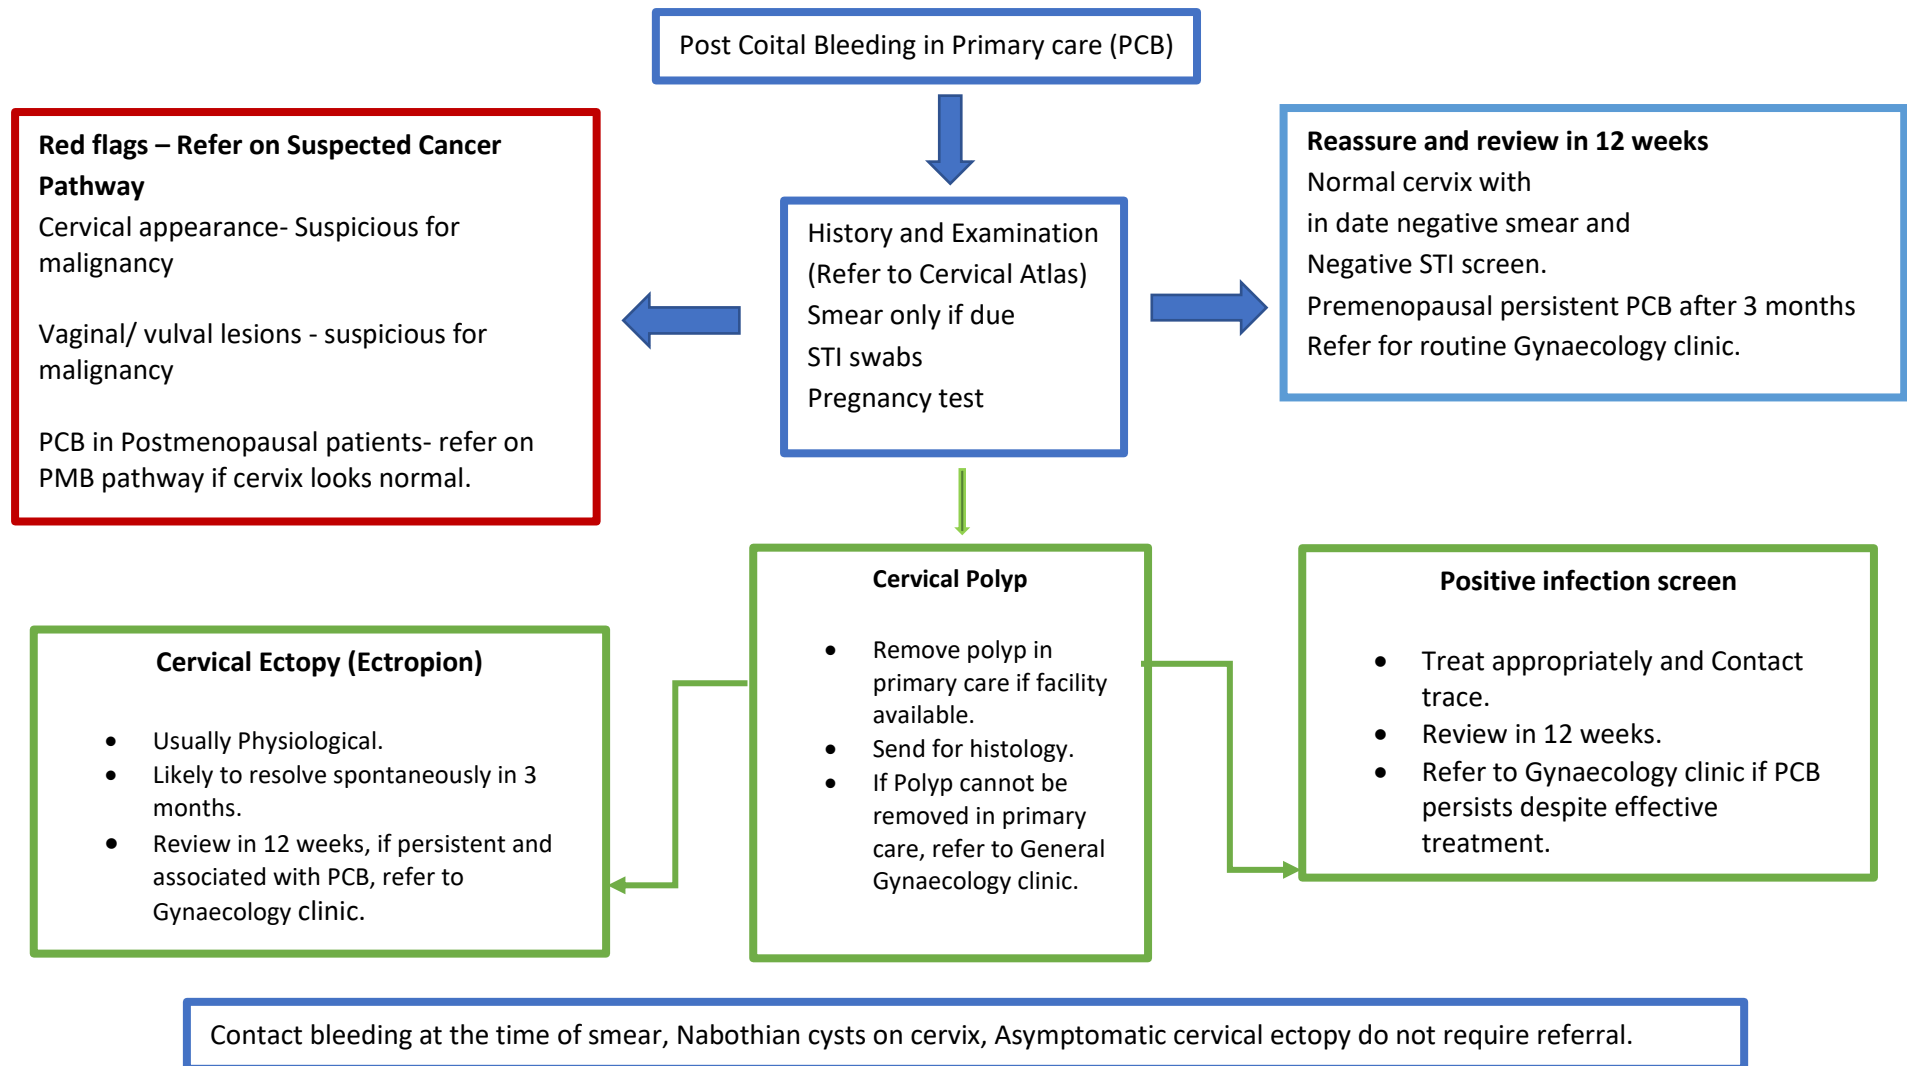 Post Coital Bleeding in Primary care (PCB)
Red flags – Refer on Suspected Cancer
Pathway
Cervical appearance- Suspicious for
malignancy
Vaginal/ vulval lesions - suspicious for
malignancy
PCB in Postmenopausal patients- refer on
PMB pathway if cervix looks normal.
History and Examination
(Refer to Cervical Atlas)
Smear only if due
STI swabs
Pregnancy test
Reassure and review in 12 weeks
Normal cervix with
in date negative smear and
Negative STI screen.
Premenopausal persistent PCB after 3 months
Refer for routine Gynaecology clinic.
Cervical Ectopy (Ectropion)
• Usually Physiological.
• Likely to resolve spontaneously in 3
months.
• Review in 12 weeks, if persistent and
associated with PCB, refer to
Gynaecology clinic.
Cervical Polyp
• Remove polyp in
primary care if facility
available.
• Send for histology.
• If Polyp cannot be
removed in primary
care, refer to General
Gynaecology clinic.
Positive infection screen
• Treat appropriately and Contact
trace.
• Review in 12 weeks.
• Refer to Gynaecology clinic if PCB
persists despite effective
treatment.
Contact bleeding at the time of smear, Nabothian cysts on cervix, Asymptomatic cervical ectopy do not require referral.